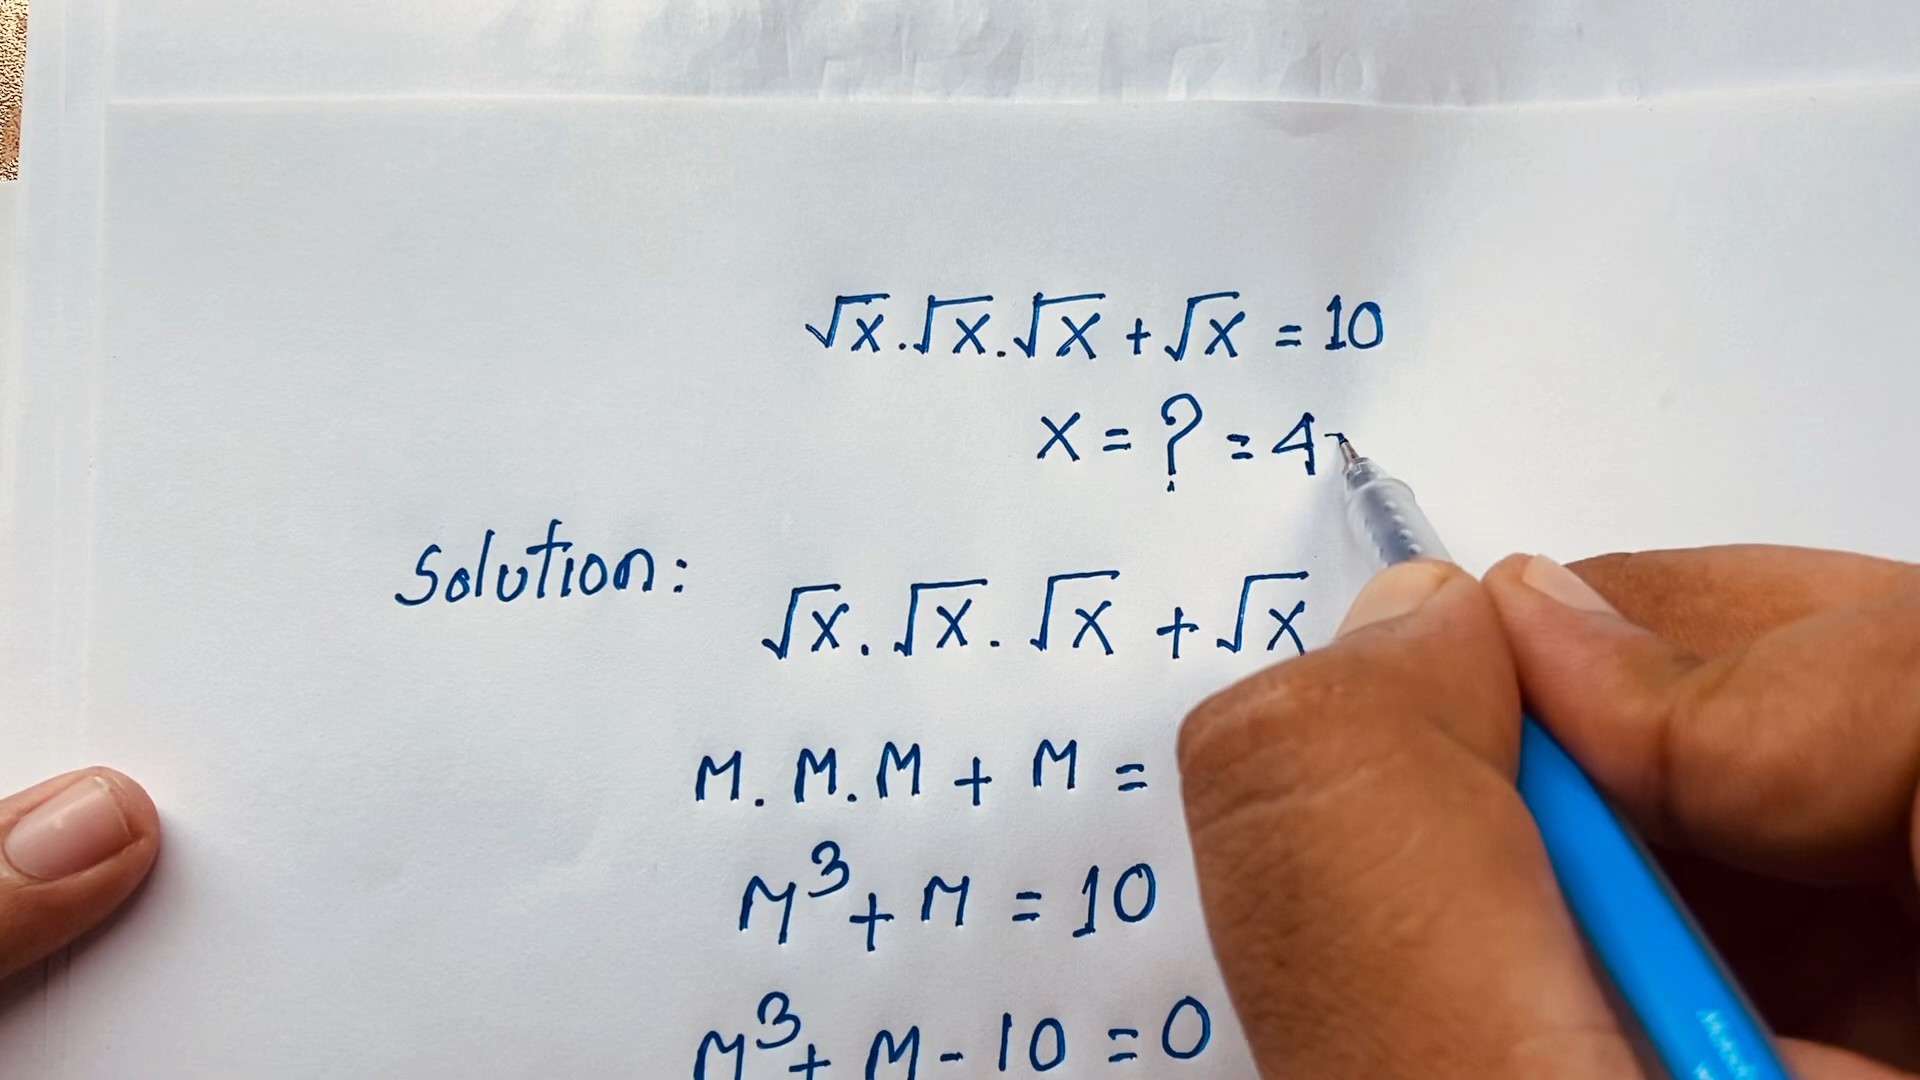 √x.√x.√x + √x = 10
x = ? = 4
Solution:
√x . √x . √x + √x
M. M. M + M =
M³ + M = 10
M³ + M - 10 = 0